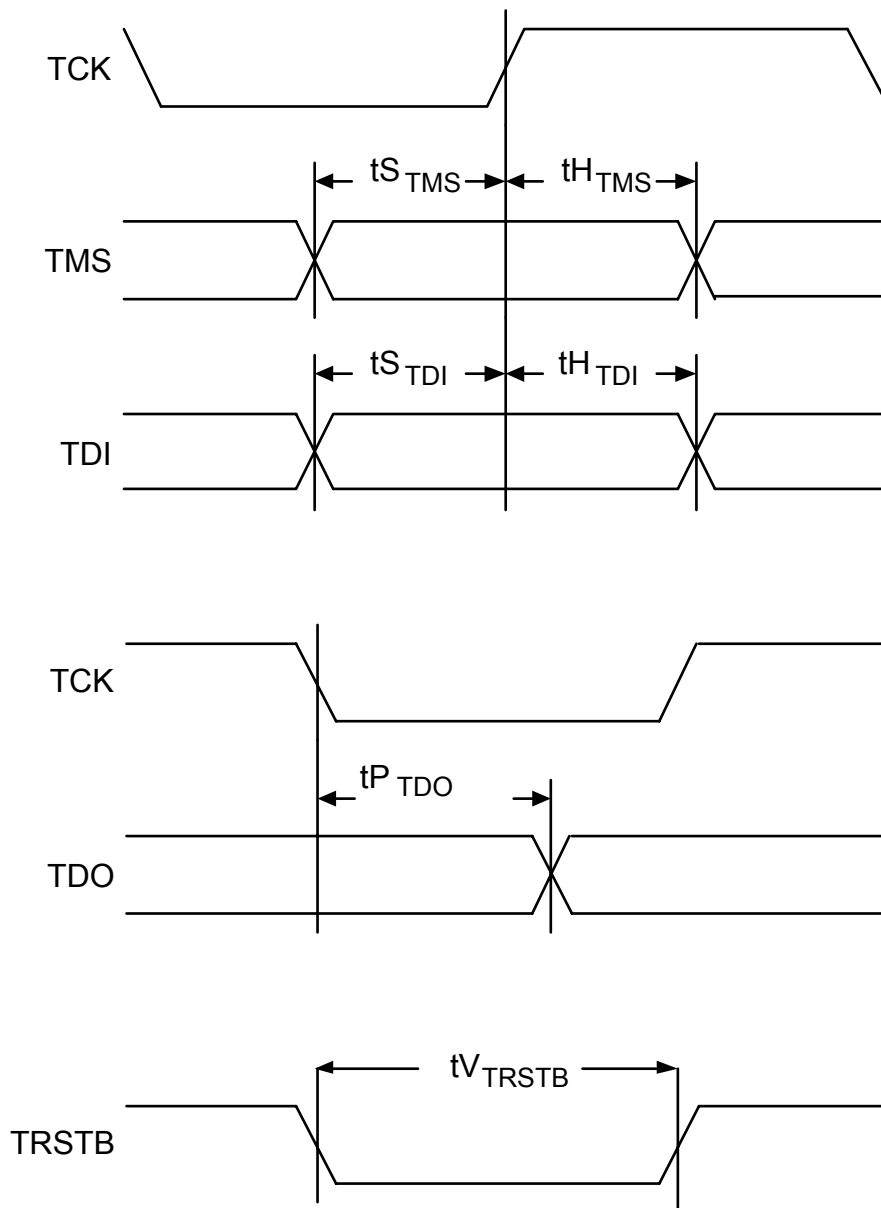 TCK
tS TMS tH TMS
TMS
tS TDI tH TDI
TDI
TCK
tP TDO
TDO
tV TRSTB
TRSTB